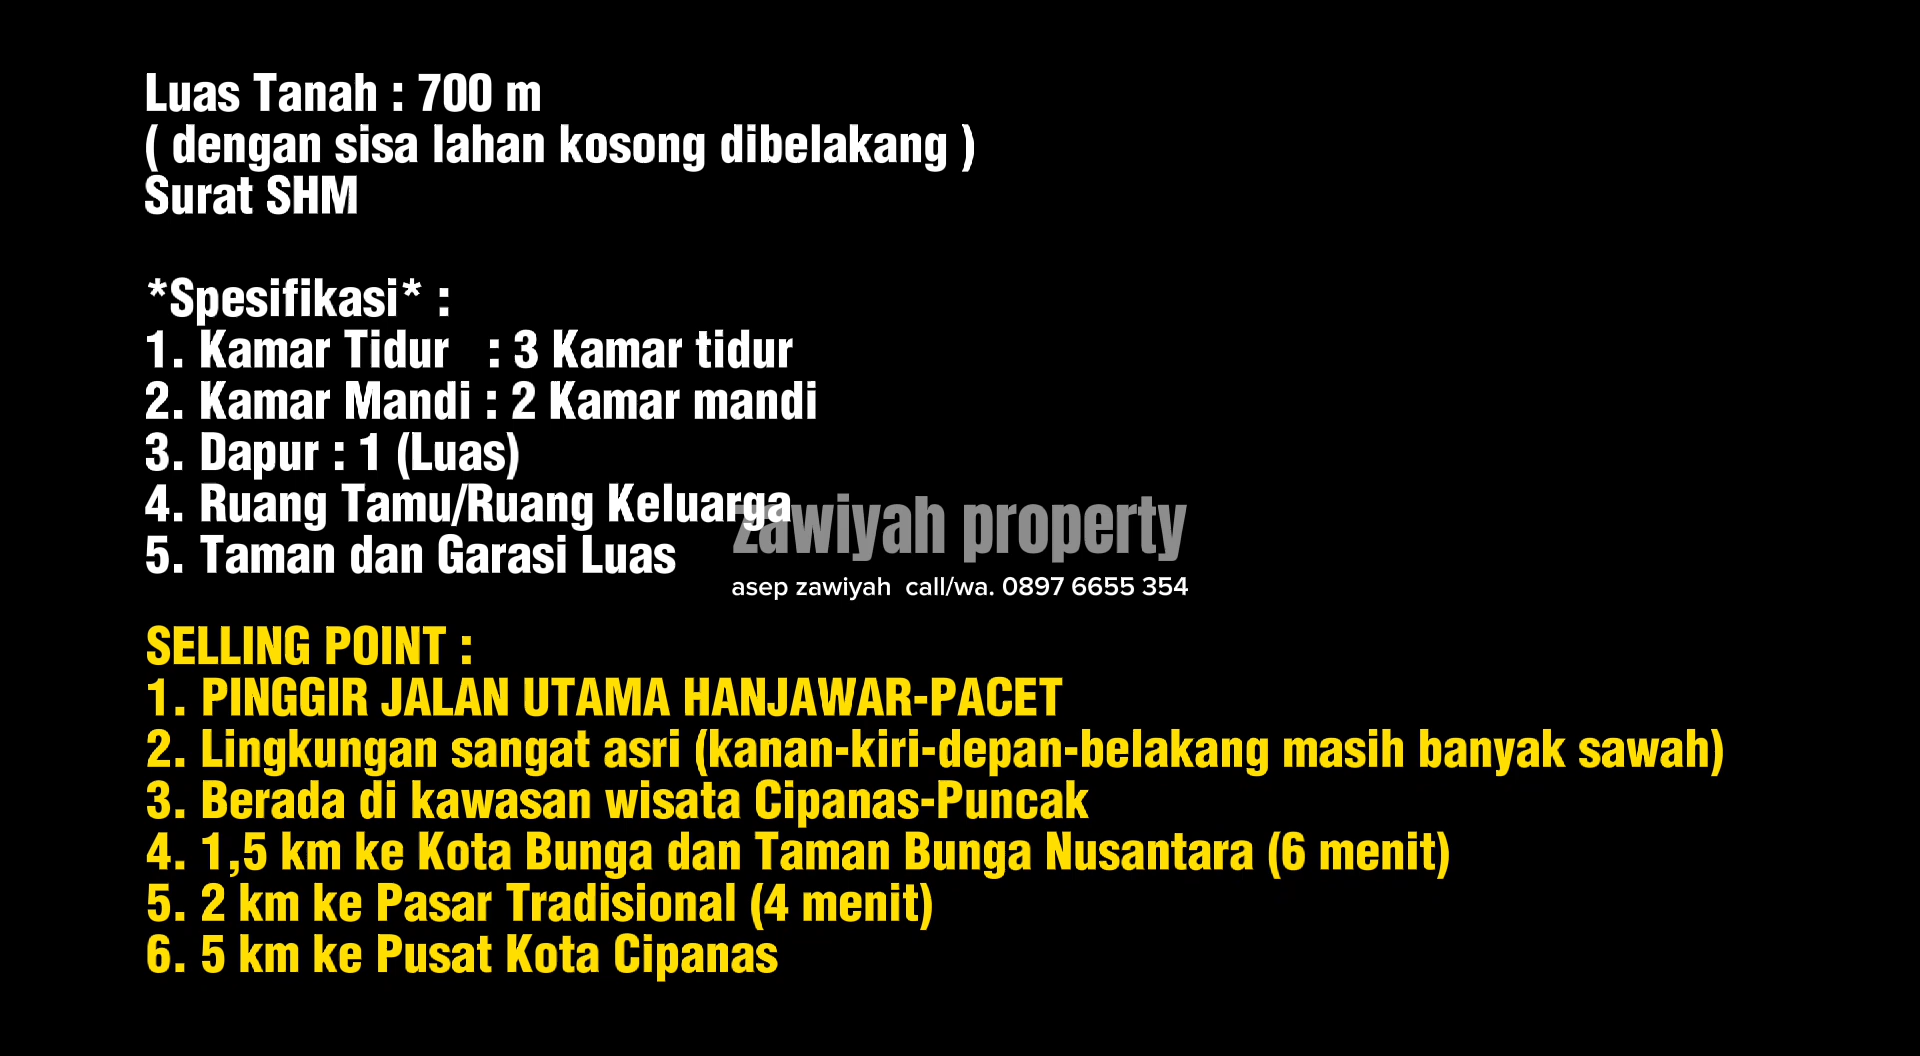 Luas Tanah : 700 m
( dengan sisa lahan kosong dibelakang )
Surat SHM
*Spesifikasi* :
1. Kamar Tidur : 3 Kamar tidur
2. Kamar Mandi : 2 Kamar mandi
3. Dapur : 1 (Luas)
4. Ruang Tamu/Ruang Keluarga
5. Taman dan Garasi Luas
zawiyah property
asep zawiyah call/wa. 0897 6655 354
SELLING POINT :
1. PINGGIR JALAN UTAMA HANJAWAR-PACET
2. Lingkungan sangat asri (kanan-kiri-depan-belakang masih banyak sawah)
3. Berada di kawasan wisata Cipanas-Puncak
4. 1,5 km ke Kota Bunga dan Taman Bunga Nusantara (6 menit)
5. 2 km ke Pasar Tradisional (4 menit)
6. 5 km ke Pusat Kota Cipanas